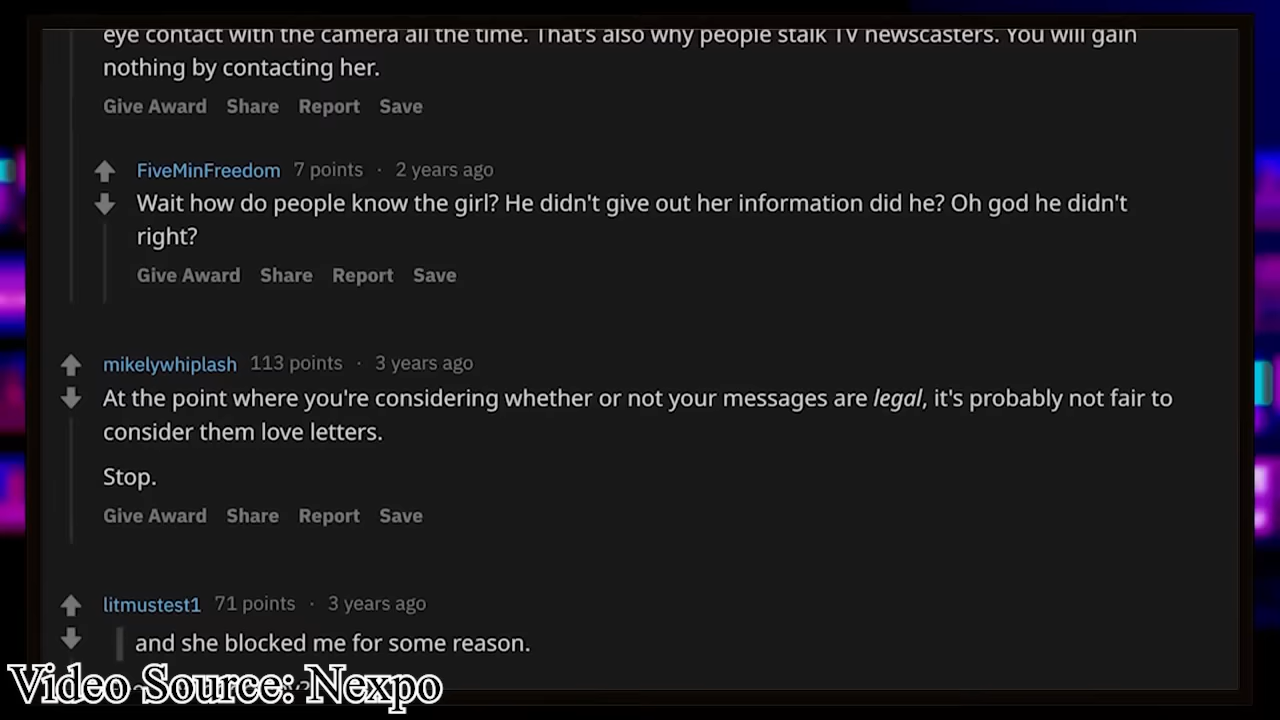 eye contact with the camera all the time. That's also why people stalk TV newscasters. You will gain
nothing by contacting her.
Give Award Share Report Save
FiveMinFreedom 7 points · 2 years ago
Wait how do people know the girl? He didn't give out her information did he? Oh god he didn't
right?
Give Award Share Report Save
mikelywhiplash 113 points · 3 years ago
At the point where you're considering whether or not your messages are legal, it's probably not fair to
consider them love letters.
Stop.
Give Award Share Report Save
litmustest1 71 points · 3 years ago
and she blocked me for some reason.
Video Source: Nexpo